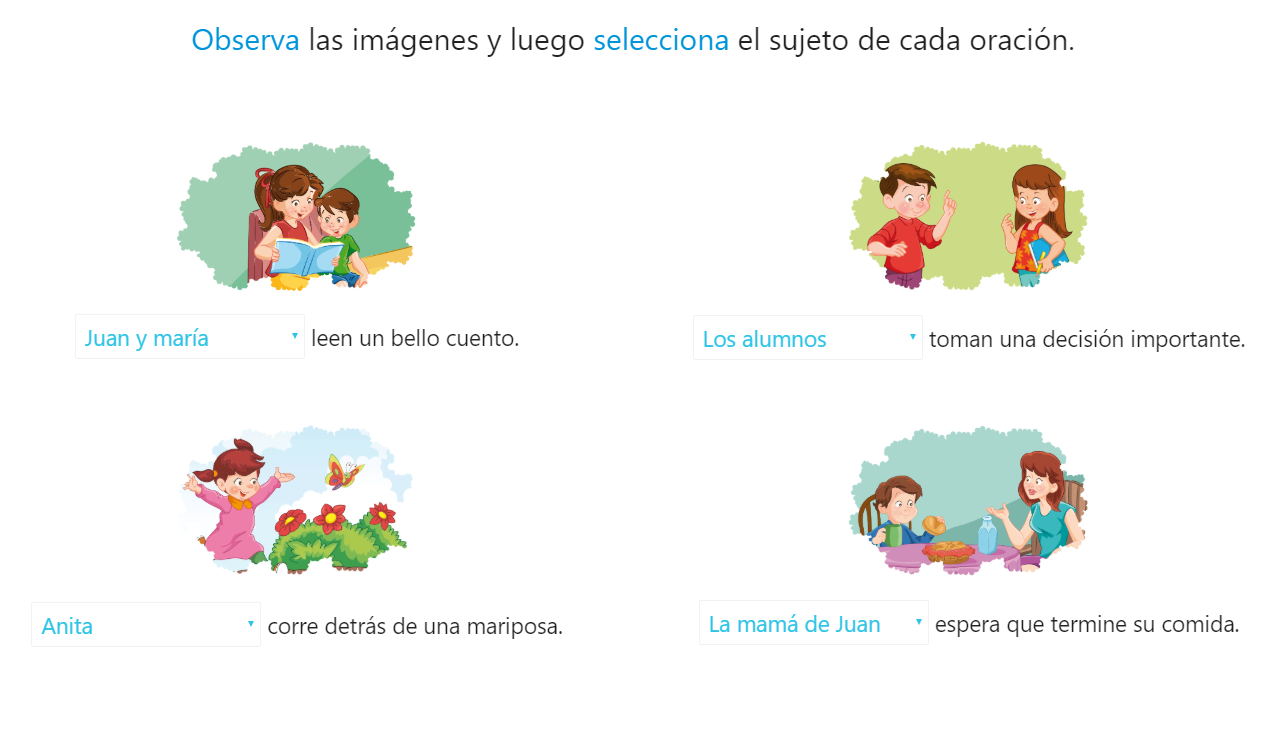 Observa las imágenes y luego selecciona el sujeto de cada oración.
Juan y maría leen un bello cuento.
Los alumnos toman una decisión importante.
Anita corre detrás de una mariposa.
La mamá de Juan espera que termine su comida.